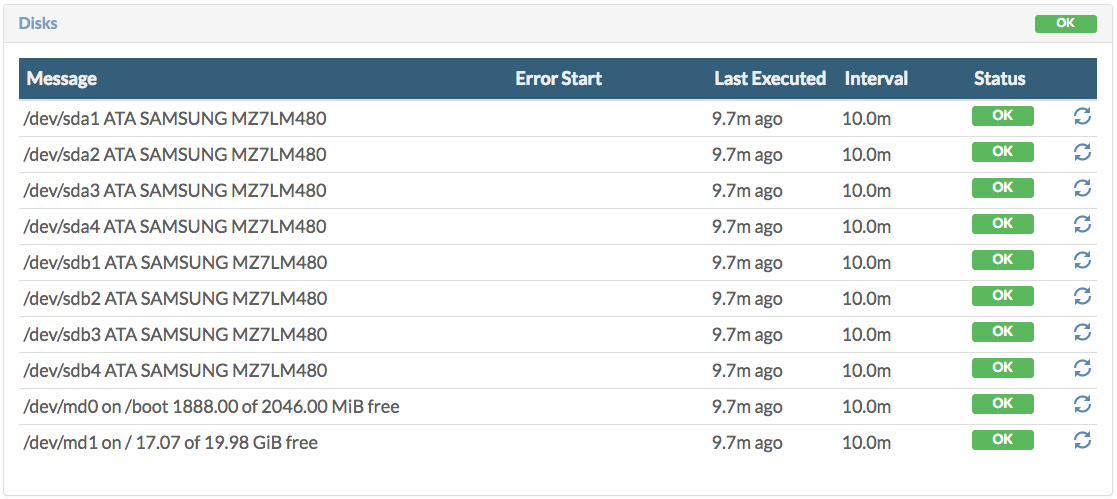 Disks OK
Message Error Start Last Executed Interval Status
/dev/sda1 ATA SAMSUNG MZ7LM480 9.7m ago 10.0m OK
/dev/sda2 ATA SAMSUNG MZ7LM480 9.7m ago 10.0m OK
/dev/sda3 ATA SAMSUNG MZ7LM480 9.7m ago 10.0m OK
/dev/sda4 ATA SAMSUNG MZ7LM480 9.7m ago 10.0m OK
/dev/sdb1 ATA SAMSUNG MZ7LM480 9.7m ago 10.0m OK
/dev/sdb2 ATA SAMSUNG MZ7LM480 9.7m ago 10.0m OK
/dev/sdb3 ATA SAMSUNG MZ7LM480 9.7m ago 10.0m OK
/dev/sdb4 ATA SAMSUNG MZ7LM480 9.7m ago 10.0m OK
/dev/md0 on /boot 1888.00 of 2046.00 MiB free 9.7m ago 10.0m OK
/dev/md1 on / 17.07 of 19.98 GiB free 9.7m ago 10.0m OK